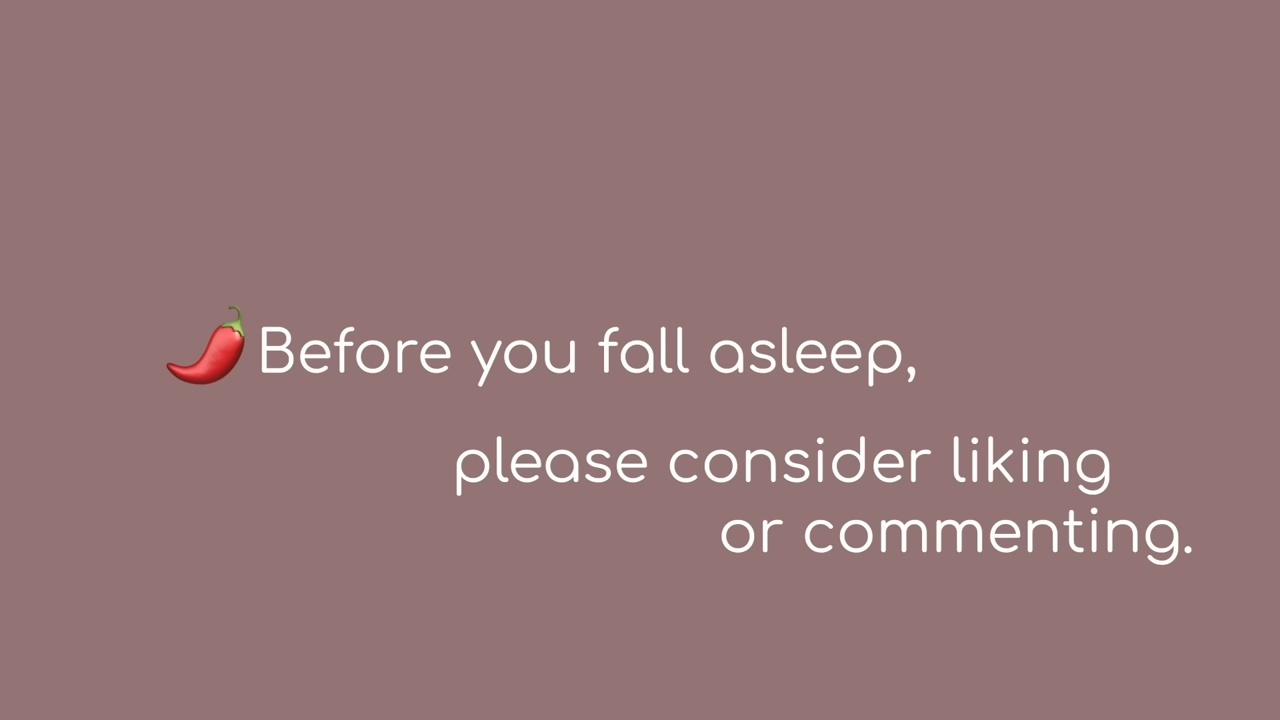 🌶️Before you fall asleep,
please consider liking
or commenting.